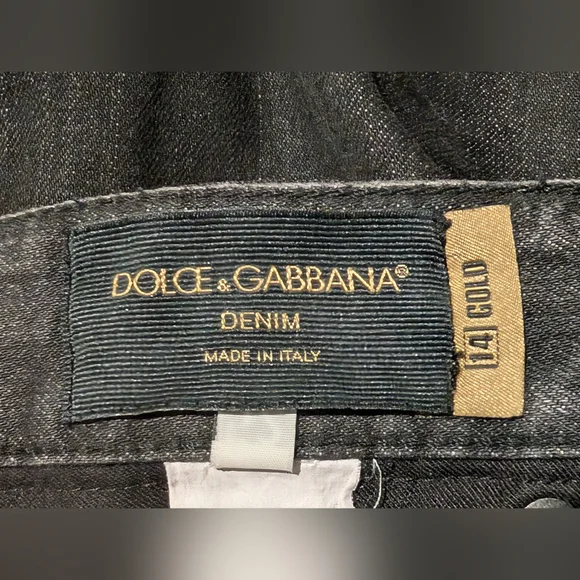 DOLCE & GABBANA®
DENIM
MADE IN ITALY
14 GOLD